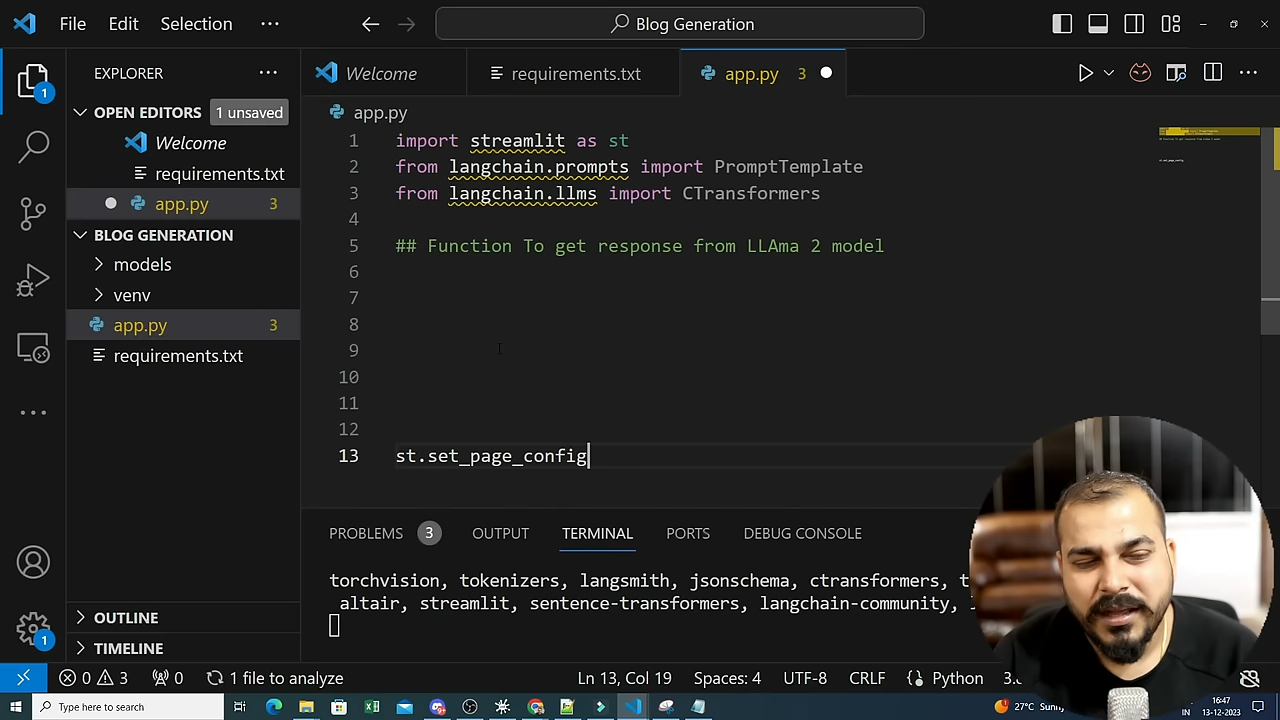 File Edit Selection ··· Blog Generation
EXPLORER ···
OPEN EDITORS 1 unsaved
Welcome
requirements.txt
app.py 3
BLOG GENERATION
models
venv
app.py 3
requirements.txt
OUTLINE
TIMELINE
1
1
Welcome requirements.txt app.py 3
app.py
1 import streamlit as st
2 from langchain.prompts import PromptTemplate
3 from langchain.llms import CTransformers
4
5 ## Function To get response from LLAma 2 model
6
7
8
9
10
11
12
13 st.set_page_config
PROBLEMS 3 OUTPUT TERMINAL PORTS DEBUG CONSOLE
torchvision, tokenizers, langsmith, jsonschema, ctransformers,
altair, streamlit, sentence-transformers, langchain-community,
0 3 0 1 file to analyze Ln 13, Col 19 Spaces: 4 UTF-8 CRLF Python
Type here to search 27°C 16:47
IN 13-12-2023